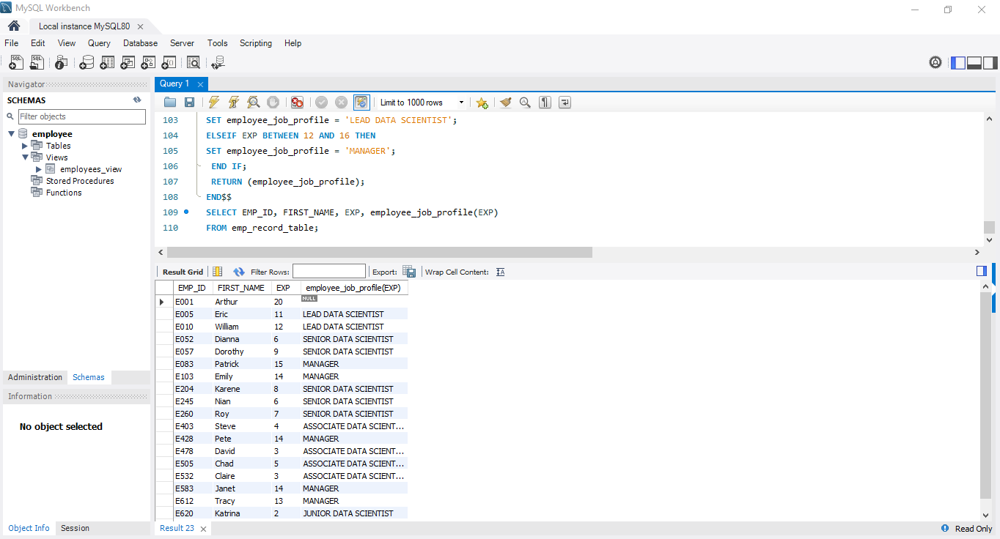 MySQL Workbench
Local instance MySQL80
File Edit View Query Database Server Tools Scripting Help
Navigator
SCHEMAS
Filter objects
employee
Tables
Views
employees_view
Stored Procedures
Functions
Administration Schemas
Information
No object selected
Object Info Session
Query 1
Limit to 1000 rows
103 SET employee_job_profile = 'LEAD DATA SCIENTIST';
104 ELSEIF EXP BETWEEN 12 AND 16 THEN
105 SET employee_job_profile = 'MANAGER';
106 END IF;
107 RETURN (employee_job_profile);
108 END$$
109 SELECT EMP_ID, FIRST_NAME, EXP, employee_job_profile(EXP)
110 FROM emp_record_table;
Result Grid Filter Rows: Export: Wrap Cell Content:
EMP_ID FIRST_NAME EXP employee_job_profile(EXP)
E001 Arthur 20 NULL
E005 Eric 11 LEAD DATA SCIENTIST
E010 William 12 LEAD DATA SCIENTIST
E052 Dianna 6 SENIOR DATA SCIENTIST
E057 Dorothy 9 SENIOR DATA SCIENTIST
E083 Patrick 15 MANAGER
E103 Emily 14 MANAGER
E204 Karene 8 SENIOR DATA SCIENTIST
E245 Nian 6 SENIOR DATA SCIENTIST
E260 Roy 7 SENIOR DATA SCIENTIST
E403 Steve 4 ASSOCIATE DATA SCIENT...
E428 Pete 14 MANAGER
E478 David 3 ASSOCIATE DATA SCIENT...
E505 Chad 5 ASSOCIATE DATA SCIENT...
E532 Claire 3 ASSOCIATE DATA SCIENT...
E583 Janet 14 MANAGER
E612 Tracy 13 MANAGER
E620 Katrina 2 JUNIOR DATA SCIENTIST
Result 23
Read Only